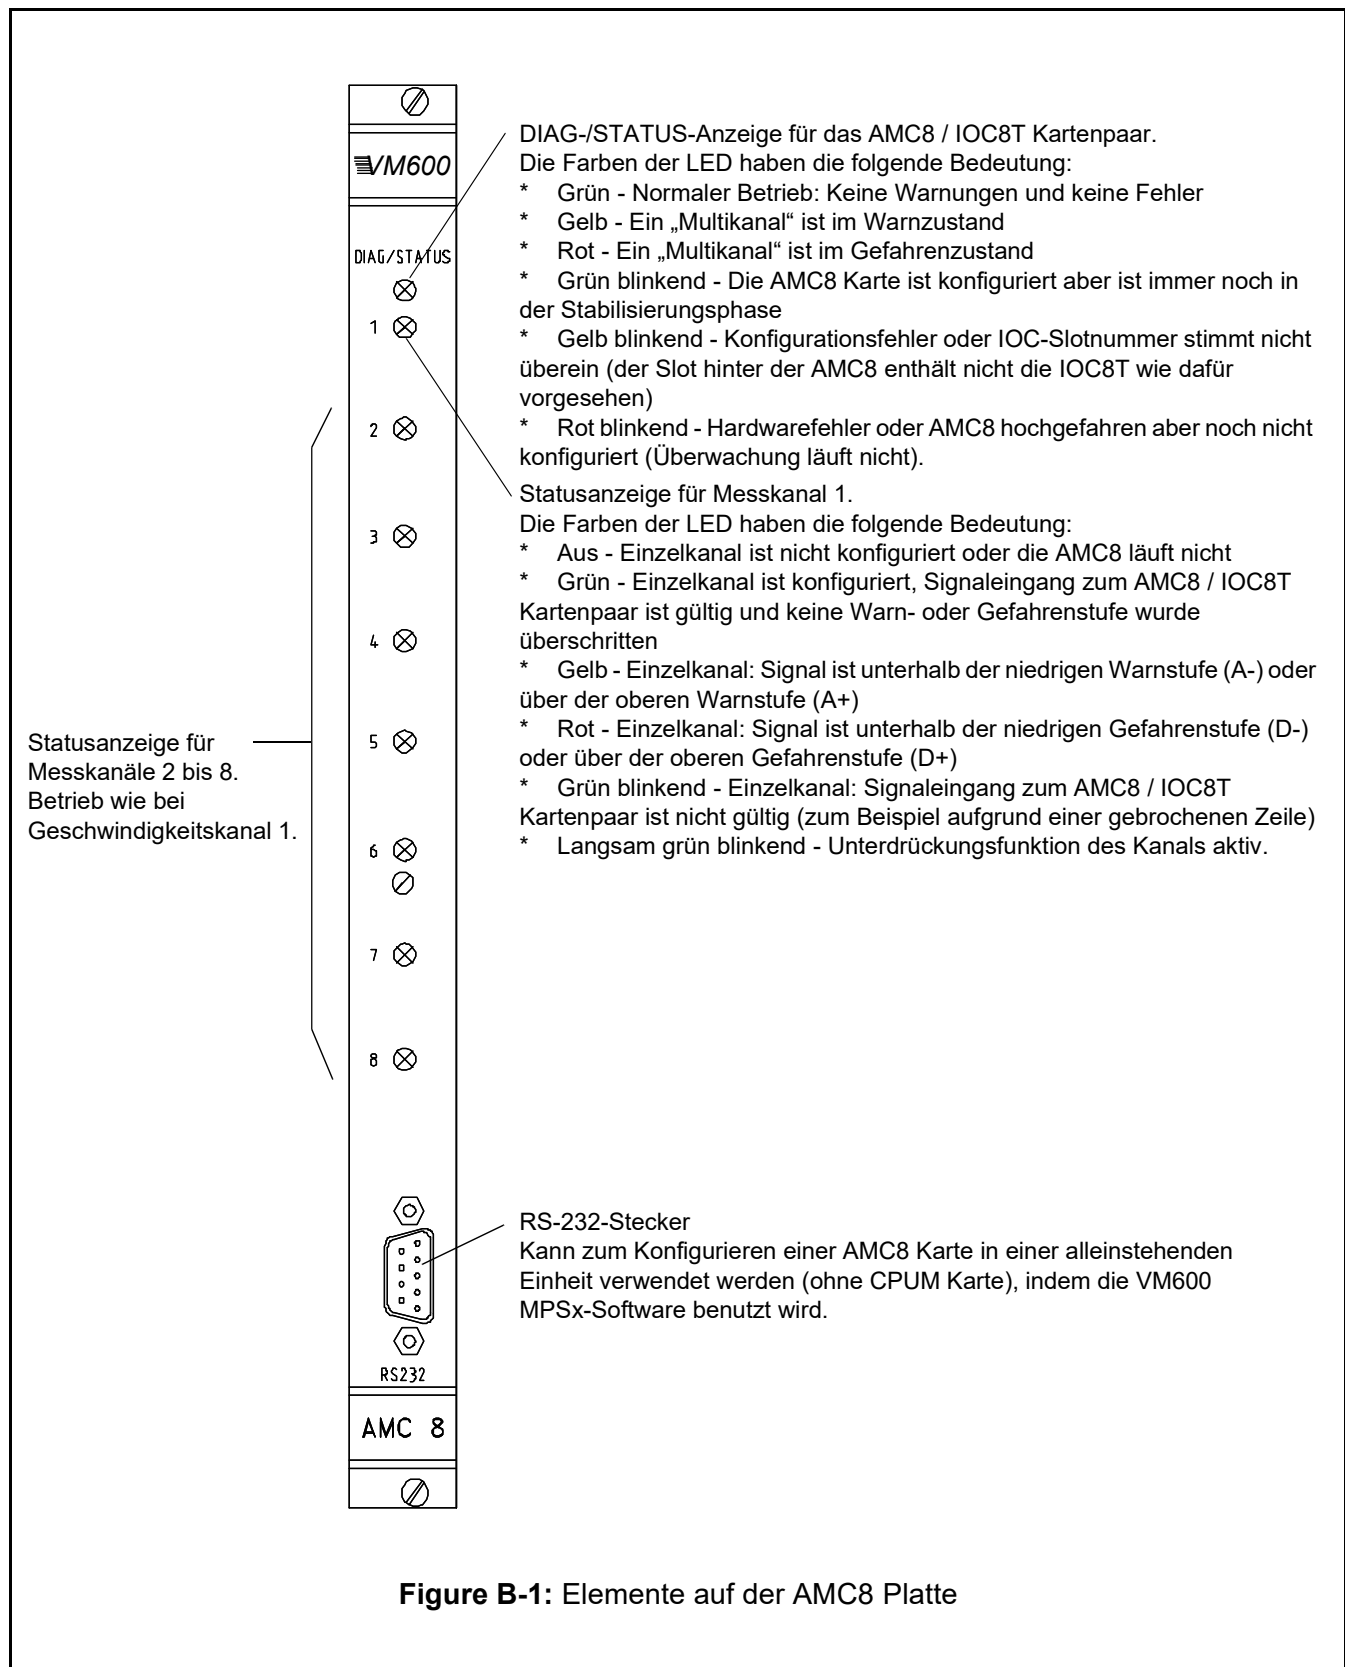 VM600
DIAG/STATUS
1
2
3
4
5
6
7
8
RS232
AMC 8
DIAG-/STATUS-Anzeige für das AMC8 / IOC8T Kartenpaar.
Die Farben der LED haben die folgende Bedeutung:
* Grün - Normaler Betrieb: Keine Warnungen und keine Fehler
* Gelb - Ein „Multikanal“ ist im Warnzustand
* Rot - Ein „Multikanal“ ist im Gefahrenzustand
* Grün blinkend - Die AMC8 Karte ist konfiguriert aber ist immer noch in
der Stabilisierungsphase
* Gelb blinkend - Konfigurationsfehler oder IOC-Slotnummer stimmt nicht
überein (der Slot hinter der AMC8 enthält nicht die IOC8T wie dafür
vorgesehen)
* Rot blinkend - Hardwarefehler oder AMC8 hochgefahren aber noch nicht
konfiguriert (Überwachung läuft nicht).
Statusanzeige für Messkanal 1.
Die Farben der LED haben die folgende Bedeutung:
* Aus - Einzelkanal ist nicht konfiguriert oder die AMC8 läuft nicht
* Grün - Einzelkanal ist konfiguriert, Signaleingang zum AMC8 / IOC8T
Kartenpaar ist gültig und keine Warn- oder Gefahrenstufe wurde
überschritten
* Gelb - Einzelkanal: Signal ist unterhalb der niedrigen Warnstufe (A-) oder
über der oberen Warnstufe (A+)
* Rot - Einzelkanal: Signal ist unterhalb der niedrigen Gefahrenstufe (D-)
oder über der oberen Gefahrenstufe (D+)
* Grün blinkend - Einzelkanal: Signaleingang zum AMC8 / IOC8T
Kartenpaar ist nicht gültig (zum Beispiel aufgrund einer gebrochenen Zeile)
* Langsam grün blinkend - Unterdrückungsfunktion des Kanals aktiv.
Statusanzeige für
Messkanäle 2 bis 8.
Betrieb wie bei
Geschwindigkeitskanal 1.
RS-232-Stecker
Kann zum Konfigurieren einer AMC8 Karte in einer alleinstehenden
Einheit verwendet werden (ohne CPUM Karte), indem die VM600
MPSx-Software benutzt wird.
Figure B-1: Elemente auf der AMC8 Platte